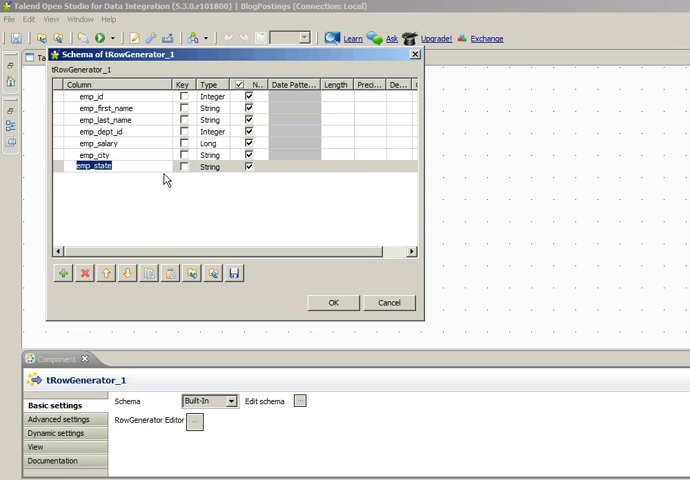 Talend Open Studio for Data Integration (5.3.0.r101800) | BlogPostings (Connection: Local)
File Edit View Window Help
Learn Ask Upgrade! Exchange
Schema of tRowGenerator_1
tRowGenerator_1
Column Key Type N.. Date Patte... Length Preci... De...
emp_id Integer
emp_first_name String
emp_last_name String
emp_dept_id Integer
emp_salary Long
emp_city String
emp_state String
OK Cancel
Component
tRowGenerator_1
Basic settings
Schema Built-In Edit schema ...
Advanced settings
RowGenerator Editor ...
Dynamic settings
View
Documentation